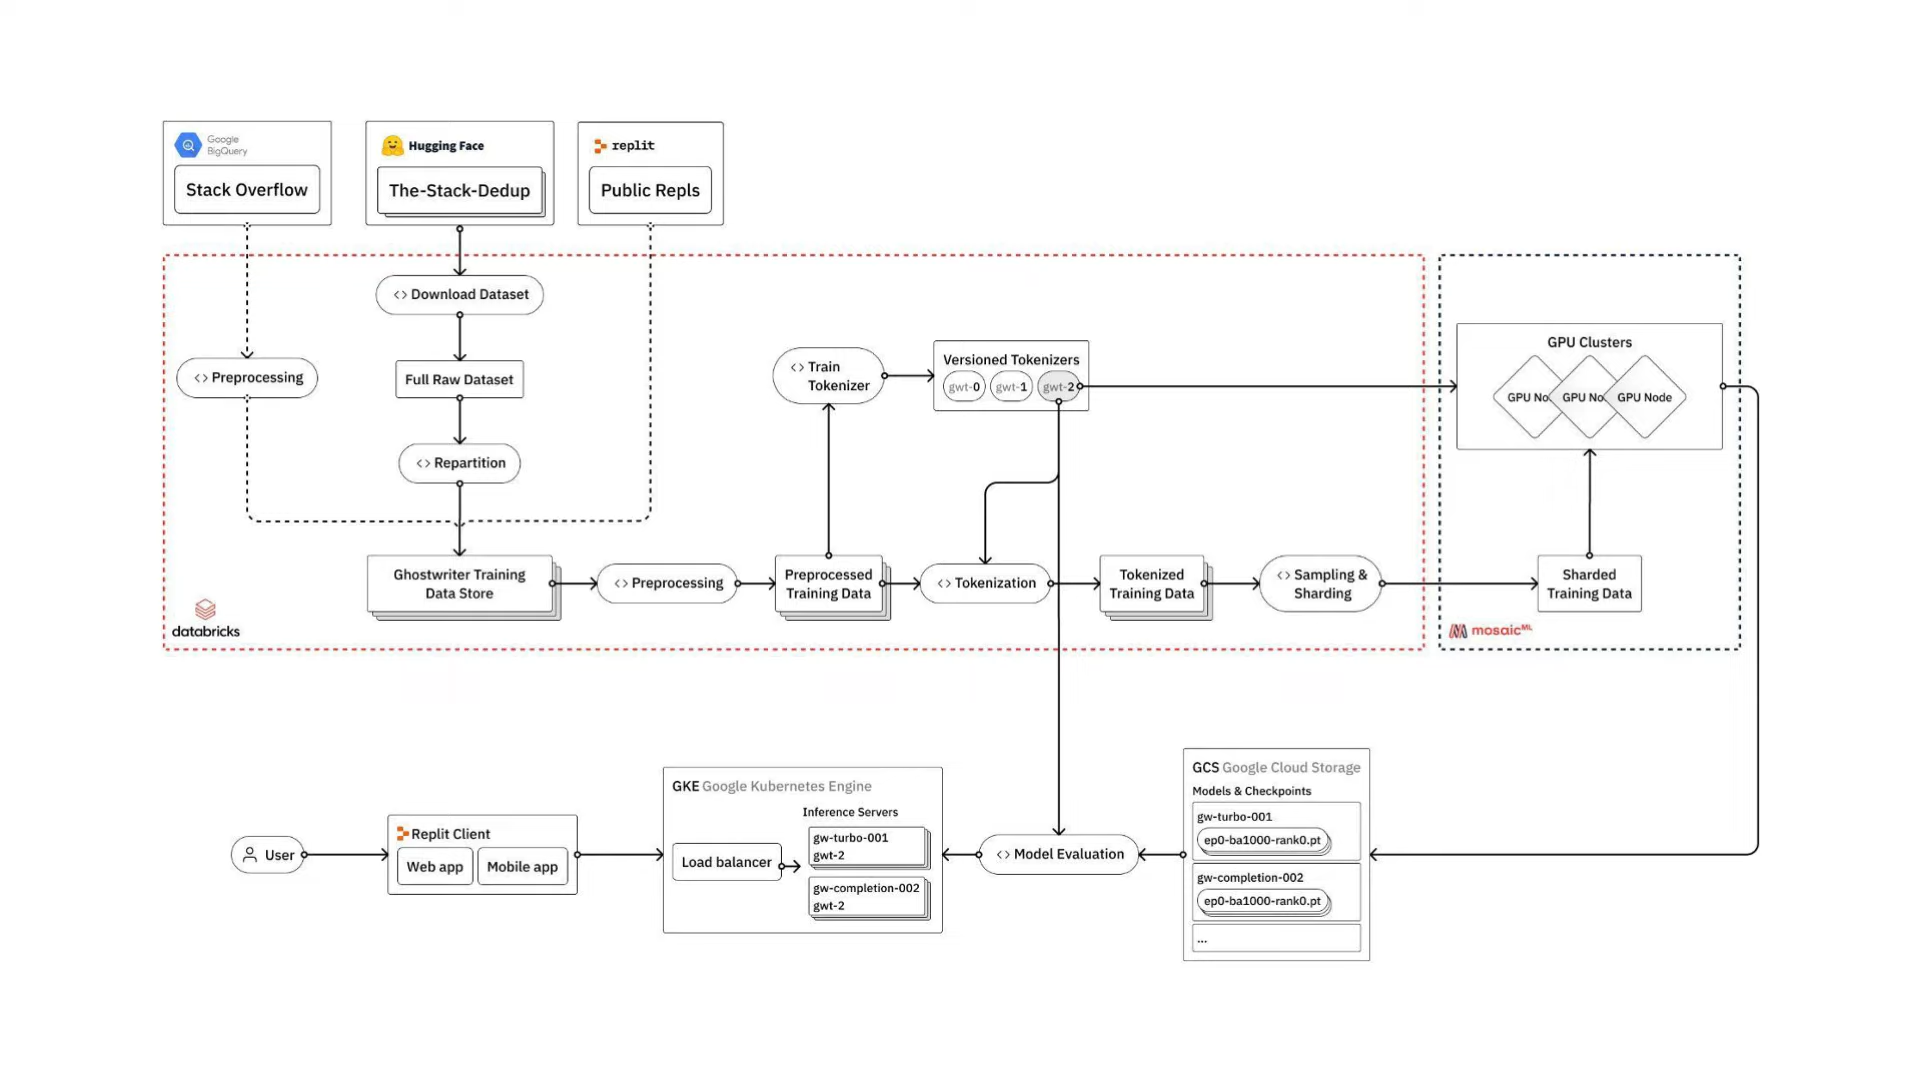 Google
BigQuery
Stack Overflow
Hugging Face
The-Stack-Dedup
replit
Public Repls
<> Download Dataset
<> Preprocessing
Full Raw Dataset
<> Repartition
<> Train
Tokenizer
Versioned Tokenizers
gwt-0
gwt-1
gwt-2
GPU Clusters
GPU No
GPU No
GPU Node
Ghostwriter Training
Data Store
<> Preprocessing
Preprocessed
Training Data
<> Tokenization
Tokenized
Training Data
<> Sampling &
Sharding
Sharded
Training Data
databricks
mosaicML
User
Replit Client
Web app
Mobile app
GKE Google Kubernetes Engine
Inference Servers
Load balancer
gw-turbo-001
gwt-2
gw-completion-002
gwt-2
<> Model Evaluation
GCS Google Cloud Storage
Models & Checkpoints
gw-turbo-001
ep0-ba1000-rank0.pt
gw-completion-002
ep0-ba1000-rank0.pt
...